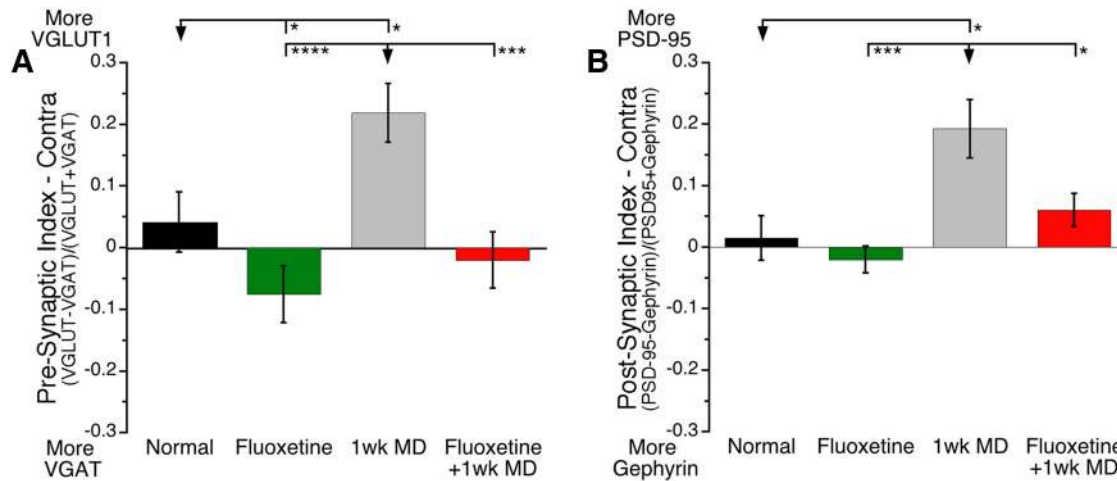 More
VGLUT1
* *
**** ***
A
0.3
0.2
0.1
0
-0.1
-0.2
-0.3
Pre-Synaptic Index - Contra
(VGLUT-VGAT)/(VGLUT+VGAT)
More
VGAT
Normal Fluoxetine 1wk MD Fluoxetine
+1wk MD
More
PSD-95
*
*** *
B
0.3
0.2
0.1
0
-0.1
-0.2
-0.3
Post-Synaptic Index - Contra
(PSD-95-Gephyrin)/(PSD95+Gephyrin)
More
Gephyrin
Normal Fluoxetine 1wk MD Fluoxetine
+1wk MD